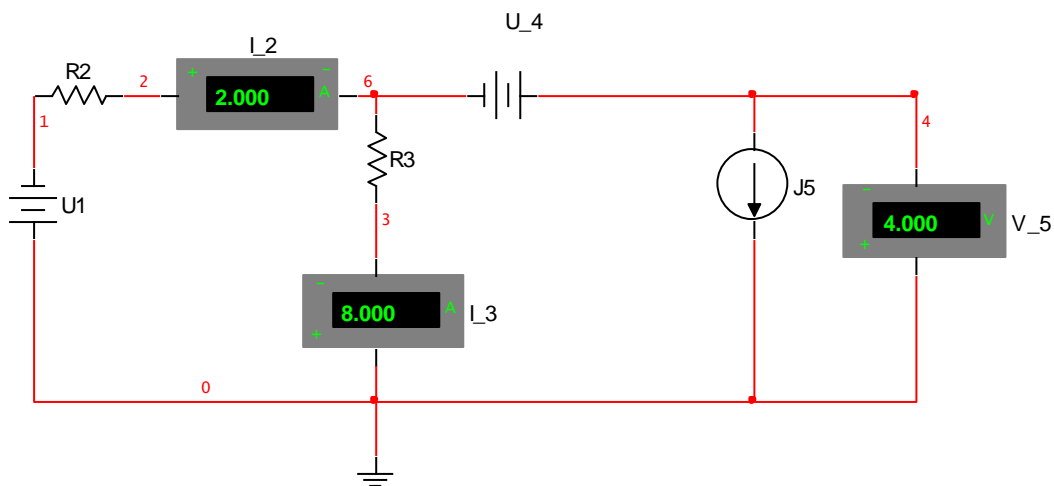 U_4
I_2
R2
2
+
2.000
−
A
6
1
4
R3
J5
U1
−
4.000
V
+
V_5
3
−
8.000
A
+
I_3
0